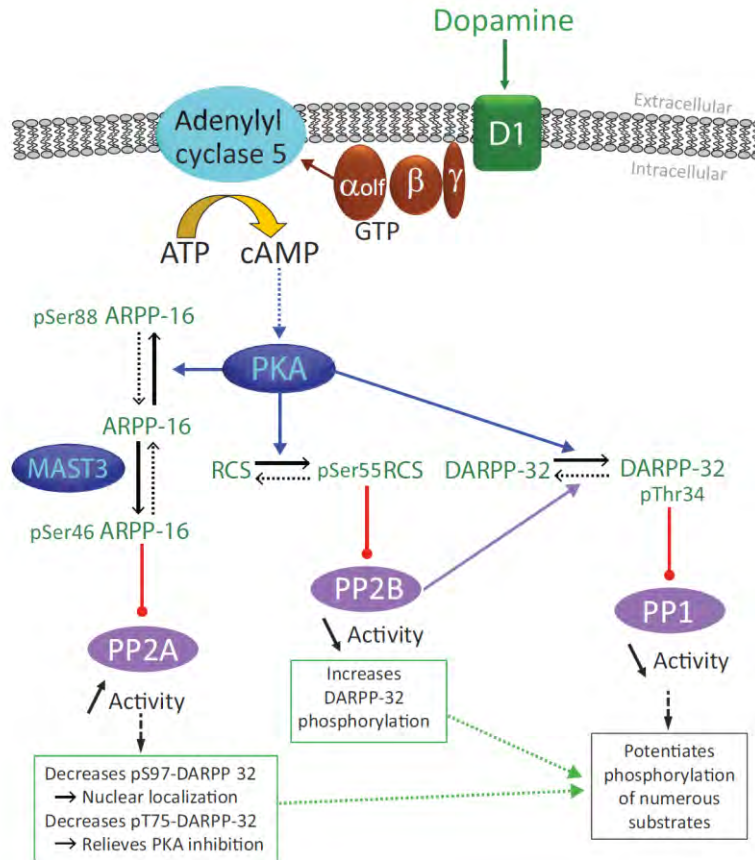 Dopamine
Extracellular
Adenylyl
cyclase 5
D1
Intracellular
αolf
β
γ
GTP
ATP
cAMP
pSer88 ARPP-16
PKA
ARPP-16
MAST3
RCS
pSer55RCS
DARPP-32
DARPP-32
pThr34
pSer46 ARPP-16
PP2B
PP1
PP2A
Activity
Activity
Activity
Increases
DARPP-32
phosphorylation
Potentiates
phosphorylation
of numerous
substrates
Decreases pS97-DARPP 32
→ Nuclear localization
Decreases pT75-DARPP-32
→ Relieves PKA inhibition